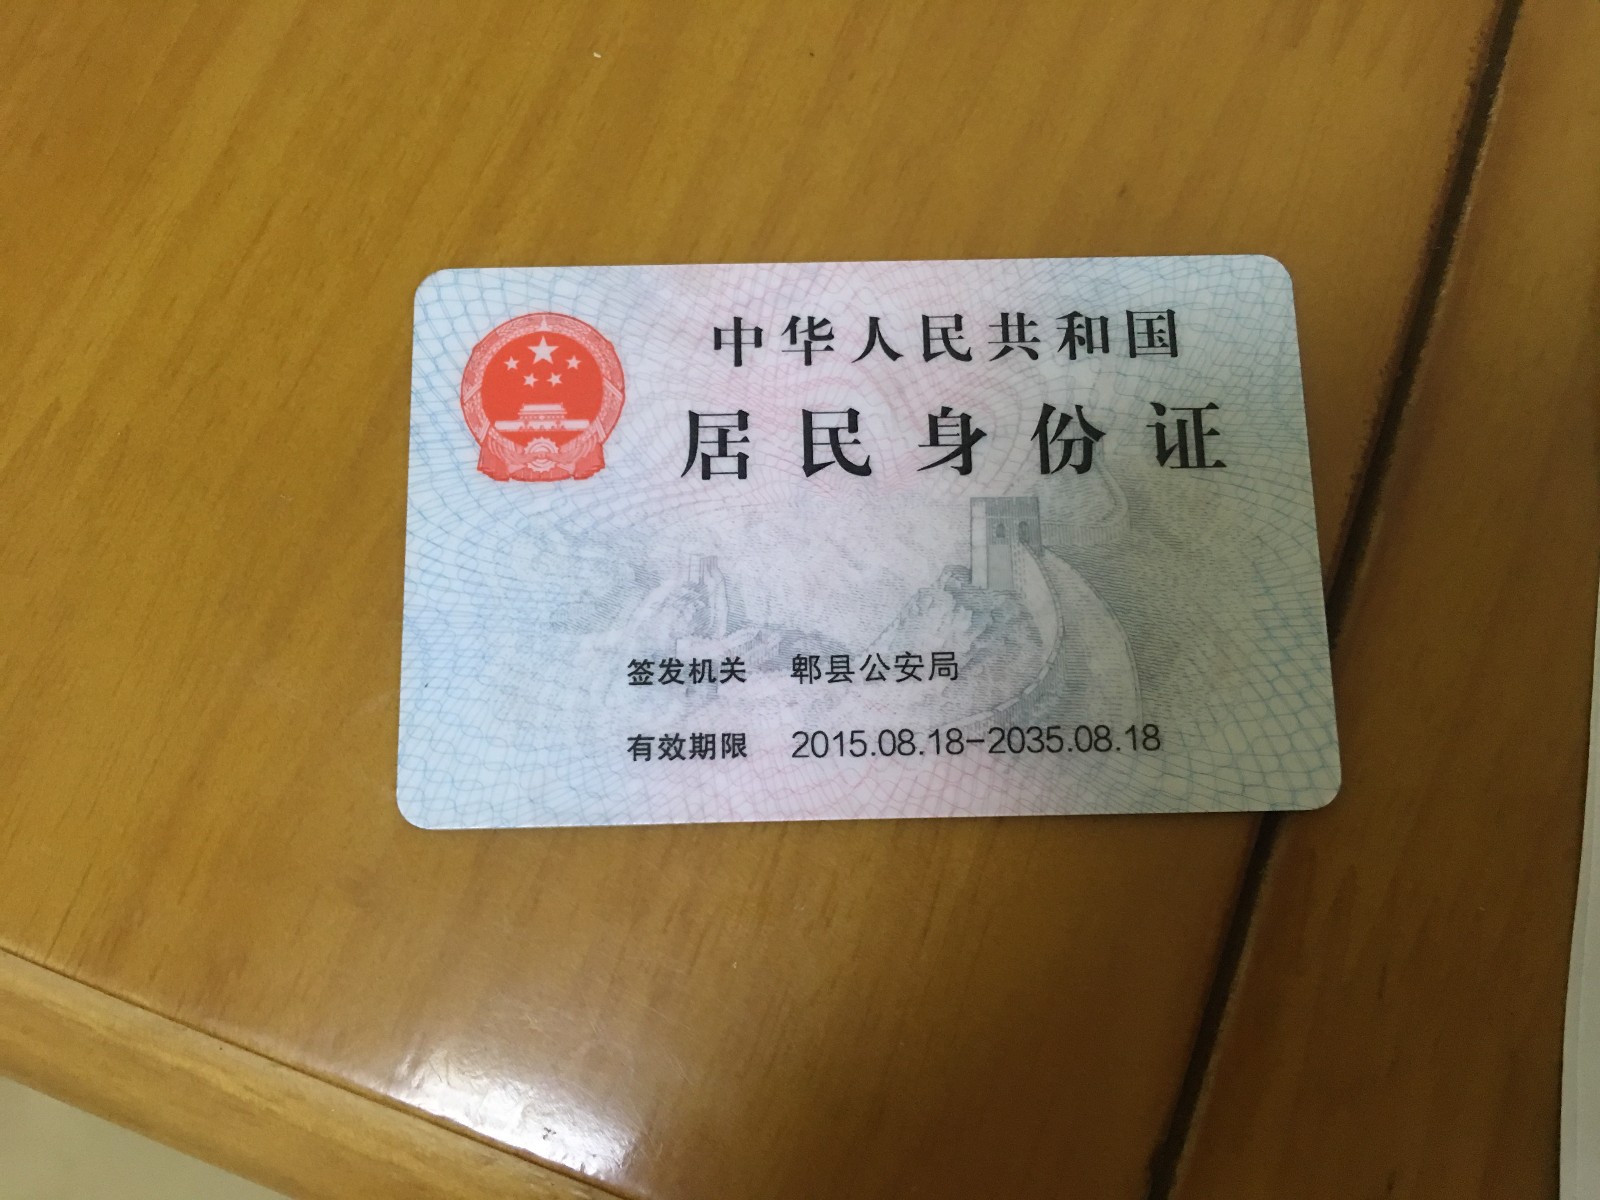 中华人民共和国
居民身份证
签发机关 郫县公安局
有效期限 2015.08.18-2035.08.18